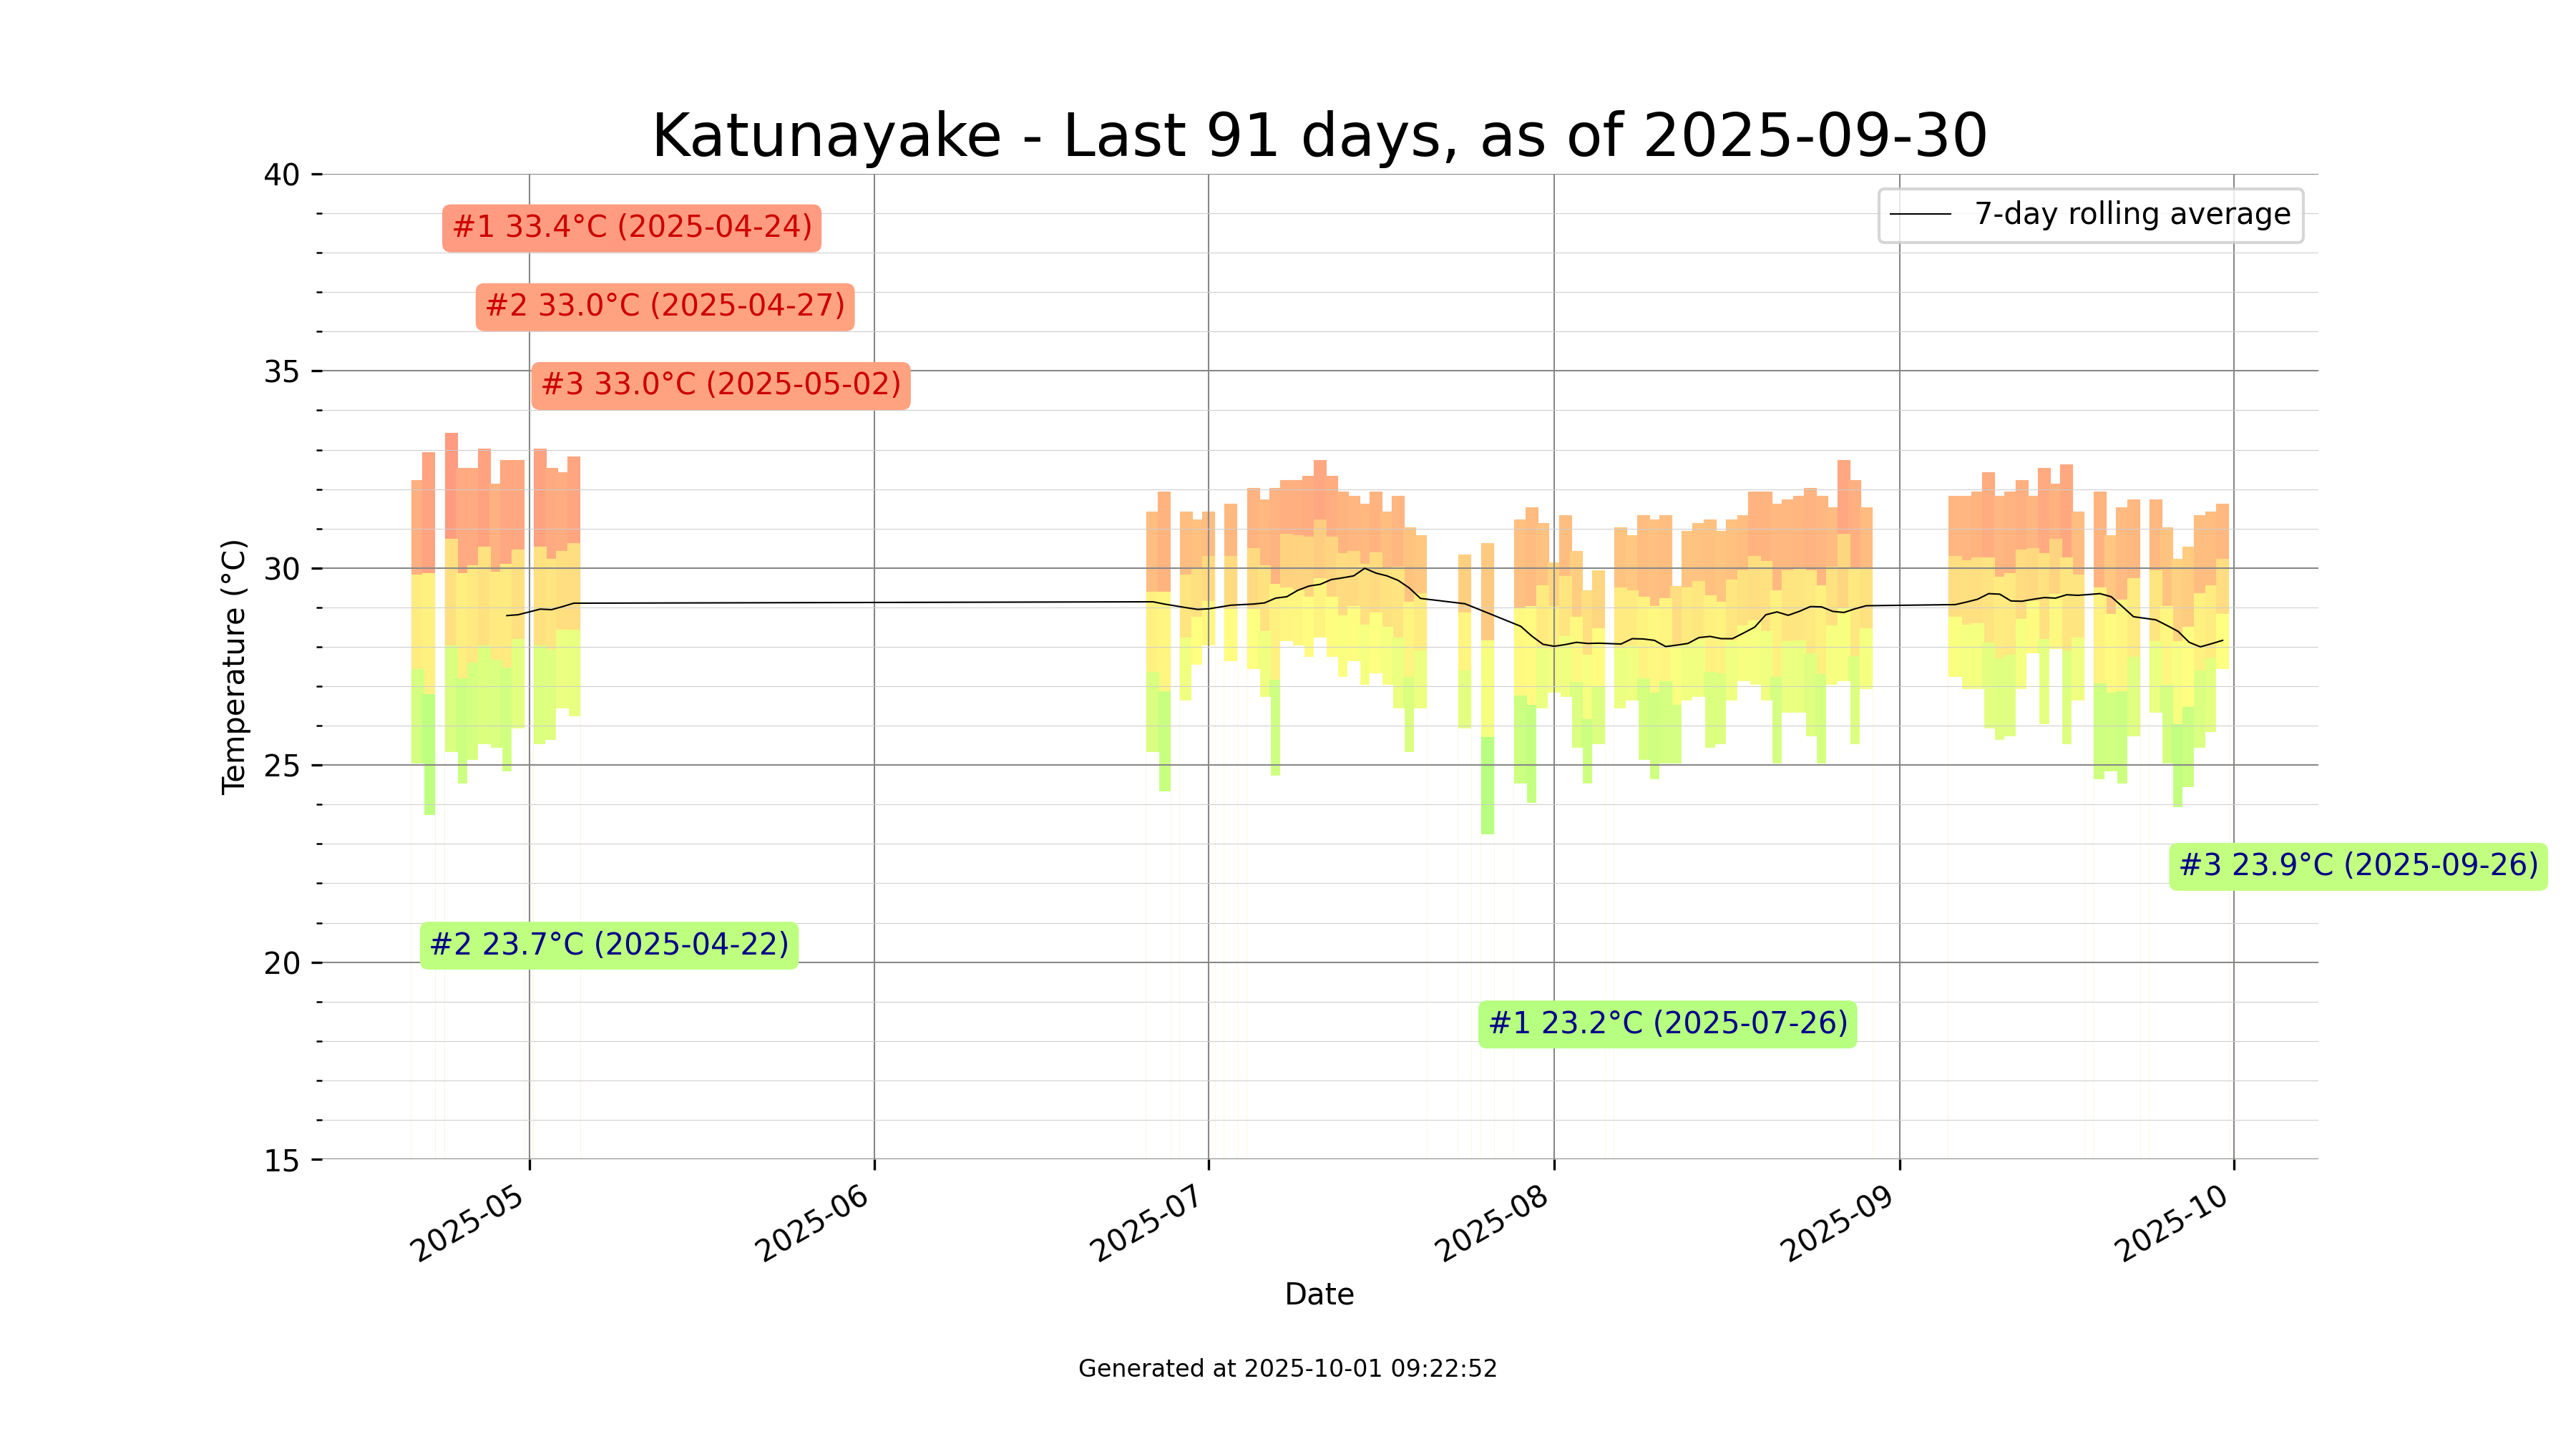 Katunayake - Last 91 days, as of 2025-09-30
40
35
30
25
20
15
Temperature (°C)
7-day rolling average
#1 33.4°C (2025-04-24)
#2 33.0°C (2025-04-27)
#3 33.0°C (2025-05-02)
#3 23.9°C (2025-09-26)
#2 23.7°C (2025-04-22)
#1 23.2°C (2025-07-26)
2025-05
2025-06
2025-07
2025-08
2025-09
2025-10
Date
Generated at 2025-10-01 09:22:52